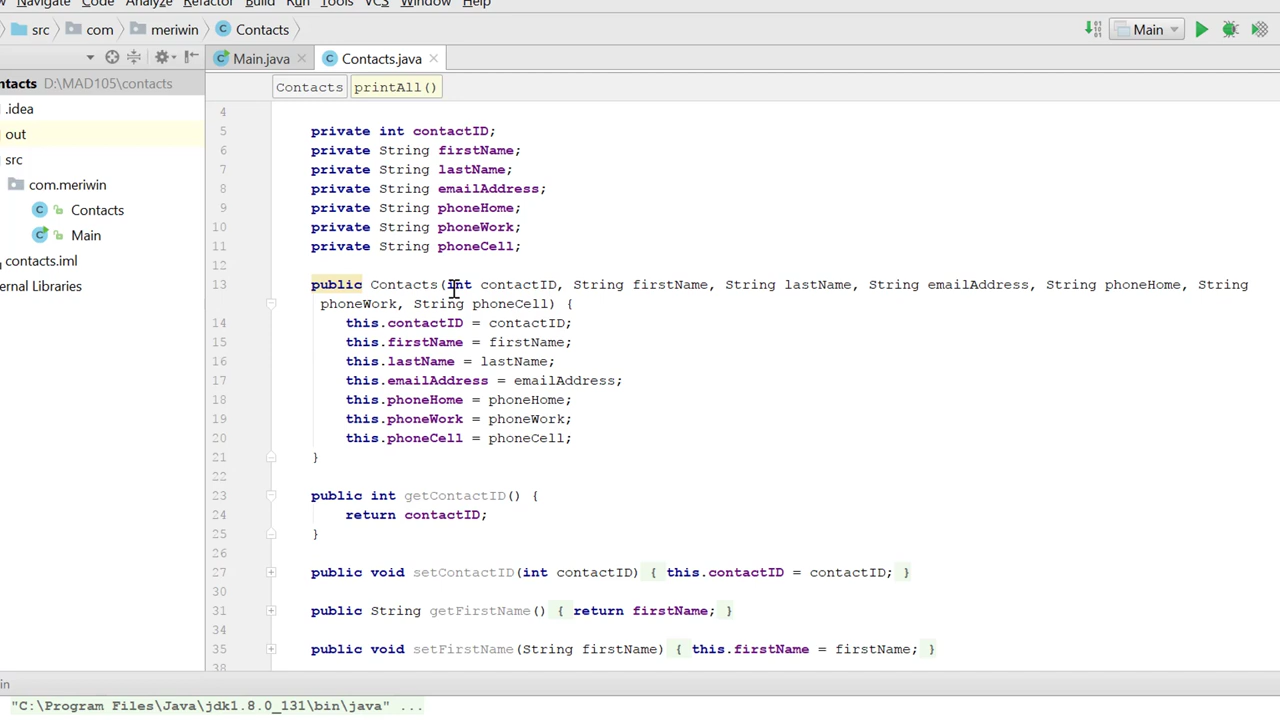 Navigate Code Analyze Refactor Build Run Tools VCS Window Help
src com meriwin Contacts Main
Main.java Contacts.java
ntacts D:\MAD105\contacts
Contacts printAll()
.idea
out
src
com.meriwin
Contacts
Main
contacts.iml
ernal Libraries
4
5 private int contactID;
6 private String firstName;
7 private String lastName;
8 private String emailAddress;
9 private String phoneHome;
10 private String phoneWork;
11 private String phoneCell;
12
13 public Contacts(int contactID, String firstName, String lastName, String emailAddress, String phoneHome, String
phoneWork, String phoneCell) {
14 this.contactID = contactID;
15 this.firstName = firstName;
16 this.lastName = lastName;
17 this.emailAddress = emailAddress;
18 this.phoneHome = phoneHome;
19 this.phoneWork = phoneWork;
20 this.phoneCell = phoneCell;
21 }
22
23 public int getContactID() {
24 return contactID;
25 }
26
27 public void setContactID(int contactID) { this.contactID = contactID; }
30
31 public String getFirstName() { return firstName; }
34
35 public void setFirstName(String firstName) { this.firstName = firstName; }
38
in
"C:\Program Files\Java\jdk1.8.0_131\bin\java" ...